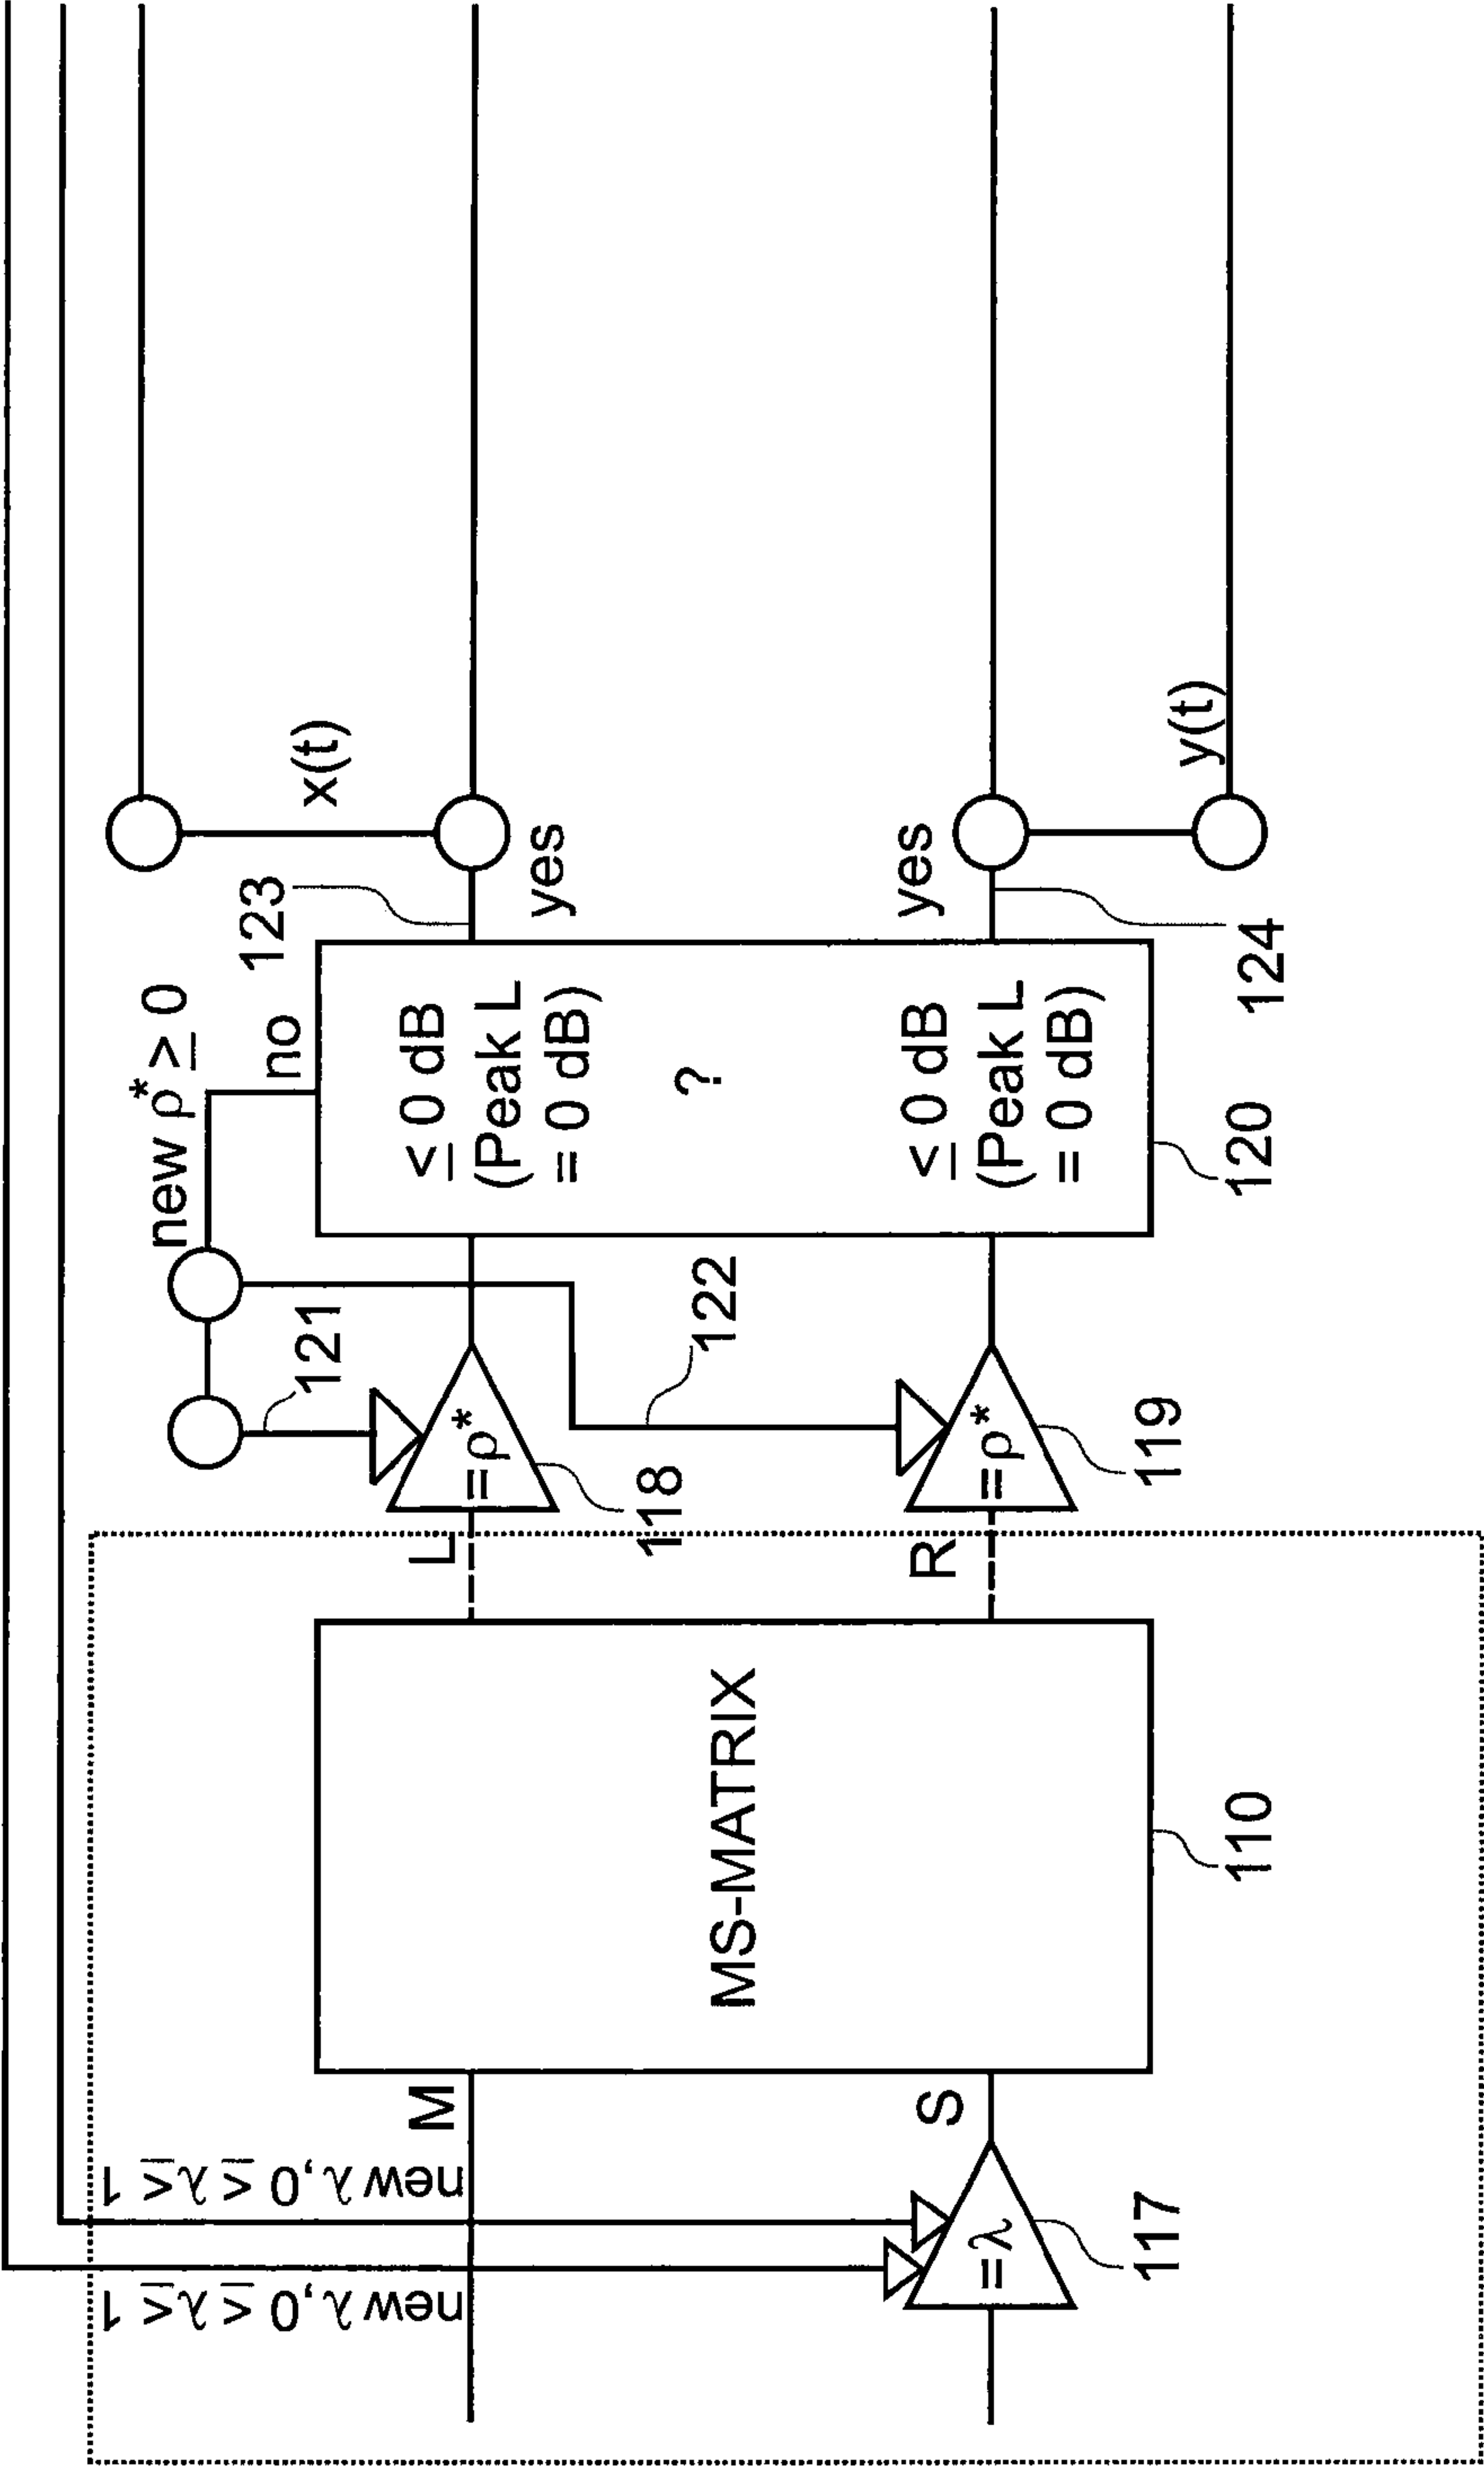 new λ, 0 ≤ λ ≤ 1
new λ, 0 ≤ λ ≤ 1
M
S
= λ
117
MS-MATRIX
110
L
R
= ρ*
118
= ρ*
119
121
122
new ρ* ≥ 0
no
≤ 0 dB
(Peak L
= 0 dB)
?
≤ 0 dB
(Peak L
= 0 dB)
120
123
yes
yes
124
x(t)
y(t)